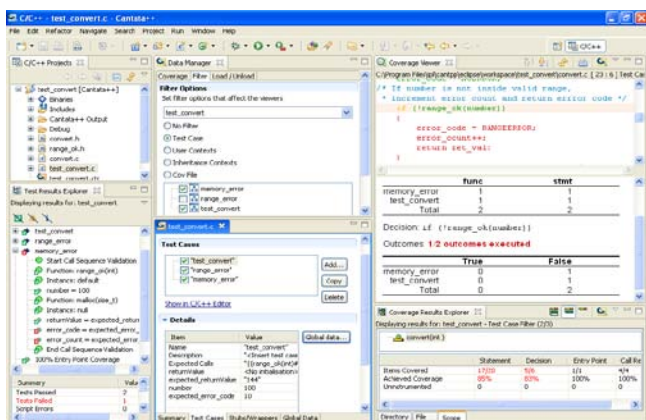 C/C++ - test_convert.c - Cantata++
File Edit Refactor Navigate Search Project Run Window Help
C/C++
C/C++ Projects
test_convert [Cantata++]
Binaries
Includes
Cantata++ Output
Debug
convert.h
range_ok.h
convert.c
test_convert.c
Test Results Explorer
Displaying results for: test_convert
test_convert
range_error
memory_error
Start Call Sequence Validation
Function: range_ok(int)
Instance: default
number = 100
Function: malloc(size_t)
Instance: null
returnValue = expected_return
error_code = expected_error_
error_count = expected_error_
End Call Sequence Validation
100% Entry Point Coverage
Summary Valu
Tests Passed 2
Tests Failed 1
Script Errors 0
Data Manager
Coverage Filter Load / Unload
Filter Options
Set filter options that affect the viewers
test_convert
No Filter
Test Case
User Contexts
Inheritance Contexts
Cov File
memory_error
range_error
test_convert
test_convert.c
Test Cases
"test_convert"
"range_error"
"memory_error"
Add...
Copy
Delete
Show in C/C++ Editor
Details
Item Value
Global data...
Name "test_convert"
Description "<Insert test case
Expected Calls
returnValue <No initialisation>
expected_returnValue "144"
number 100
expected_error_code 10
Summary Test Cases Stubs/Wrappers Global Data
Coverage Viewer
/* If number is not inside valid range,
* increment error count and return error code */
if (!range_ok(number))
{
error_code = RANGEERROR;
error_count++;
return ret_val;
}
func stmt
memory_error 1 1
test_convert 1 1
Total 2 2
Decision: if (!range_ok(number))
Outcomes: 1/2 outcomes executed
True False
memory_error 0 1
test_convert 0 1
Total 0 2
Coverage Results Explorer
Displaying results for: test_convert - Test Case Filter (2/3)
convert(int )
Statement Decision Entry Point Call Re
Items Covered 17/20 5/6 1/1 4/4
Achieved Coverage 85% 83% 100% 100%
Uninstrumented 0 0 0 0
Directory File Scope